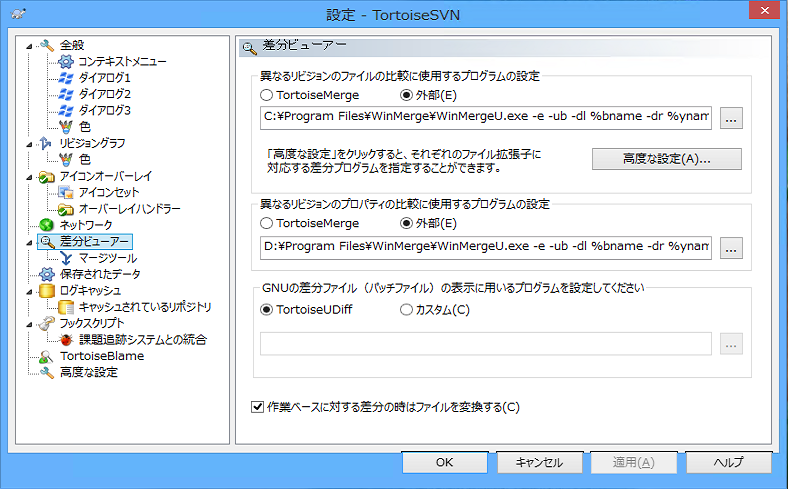 設定 - TortoiseSVN
全般
コンテキストメニュー
ダイアログ1
ダイアログ2
ダイアログ3
色
リビジョングラフ
色
アイコンオーバーレイ
アイコンセット
オーバーレイハンドラー
ネットワーク
差分ビューアー
マージツール
保存されたデータ
ログキャッシュ
キャッシュされているリポジトリ
フックスクリプト
課題追跡システムとの統合
TortoiseBlame
高度な設定
差分ビューアー
異なるリビジョンのファイルの比較に使用するプログラムの設定
TortoiseMerge 外部(E)
C:¥Program Files¥WinMerge¥WinMergeU.exe -e -ub -dl %bname -dr %ynam ...
「高度な設定」をクリックすると、それぞれのファイル拡張子に
対応する差分プログラムを指定することができます。
高度な設定(A)...
異なるリビジョンのプロパティの比較に使用するプログラムの設定
TortoiseMerge 外部(E)
D:¥Program Files¥WinMerge¥WinMergeU.exe -e -ub -dl %bname -dr %ynam ...
GNUの差分ファイル（パッチファイル）の表示に用いるプログラムを設定してください
TortoiseUDiff カスタム(C)
...
作業ベースに対する差分の時はファイルを変換する(C)
OK キャンセル 適用(A) ヘルプ